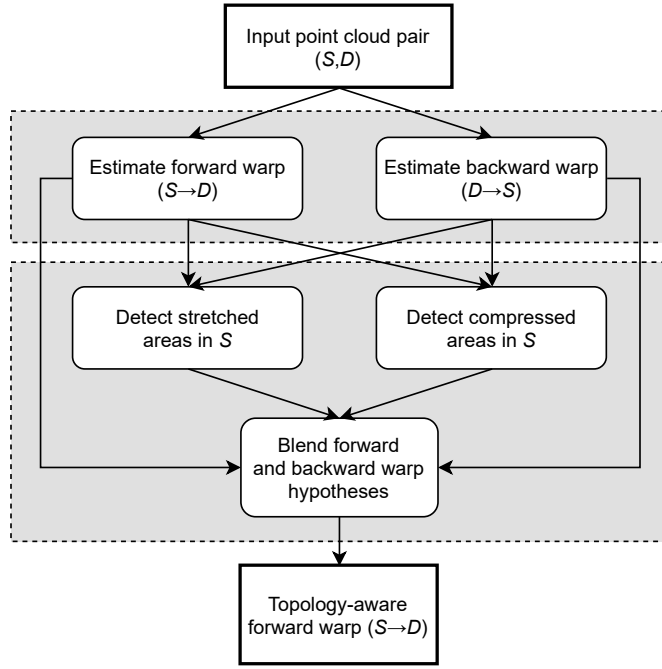 Input point cloud pair
(S,D)
Estimate forward warp
(S→D)
Estimate backward warp
(D→S)
Detect stretched
areas in S
Detect compressed
areas in S
Blend forward
and backward warp
hypotheses
Topology-aware
forward warp (S→D)